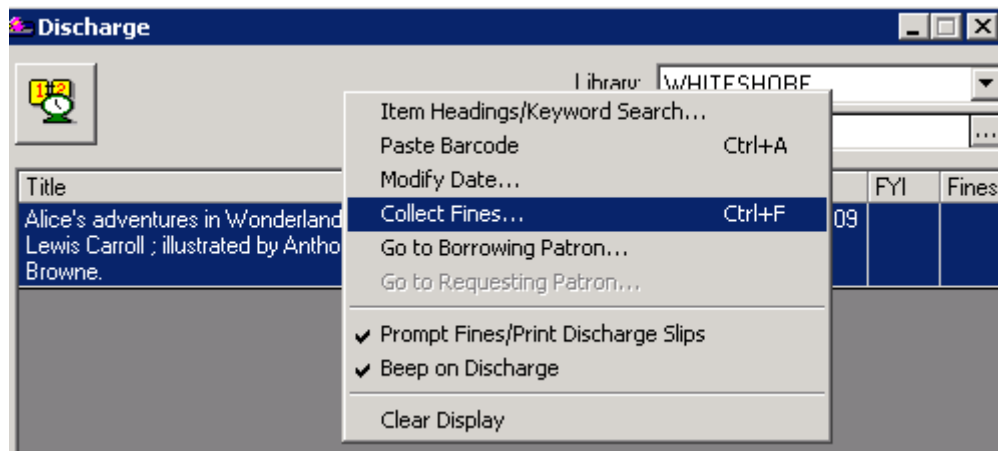 Discharge
Library: WHITESHORE
Item Headings/Keyword Search...
Paste Barcode Ctrl+A
...
Modify Date...
Title FYI Fines
Collect Fines... Ctrl+F
Alice's adventures in Wonderland 09
Lewis Carroll ; illustrated by Antho
Browne.
Go to Borrowing Patron...
Go to Requesting Patron...
Prompt Fines/Print Discharge Slips
Beep on Discharge
Clear Display